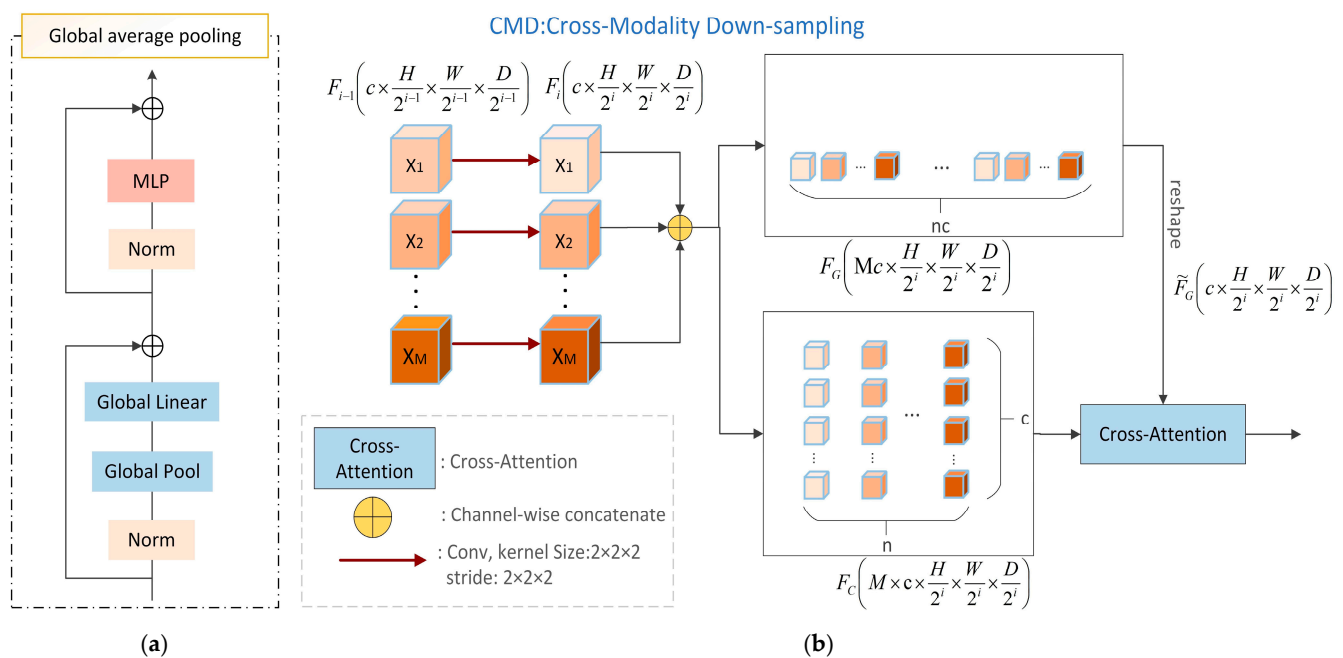 Global average pooling
MLP
Norm
Global Linear
Global Pool
Norm
(a)
CMD:Cross-Modality Down-sampling
F_{i-1}(c × H/2^{i-1} × W/2^{i-1} × D/2^{i-1})
F_i(c × H/2^i × W/2^i × D/2^i)
X1
X1
X2
X2
XM
XM
... ...
nc
F_G(Mc × H/2^i × W/2^i × D/2^i)
reshape
F̃_G(c × H/2^i × W/2^i × D/2^i)
c
n
F_C(M × c × H/2^i × W/2^i × D/2^i)
Cross-Attention
Cross-
Attention
: Cross-Attention
: Channel-wise concatenate
: Conv, kernel Size:2×2×2
stride: 2×2×2
(b)